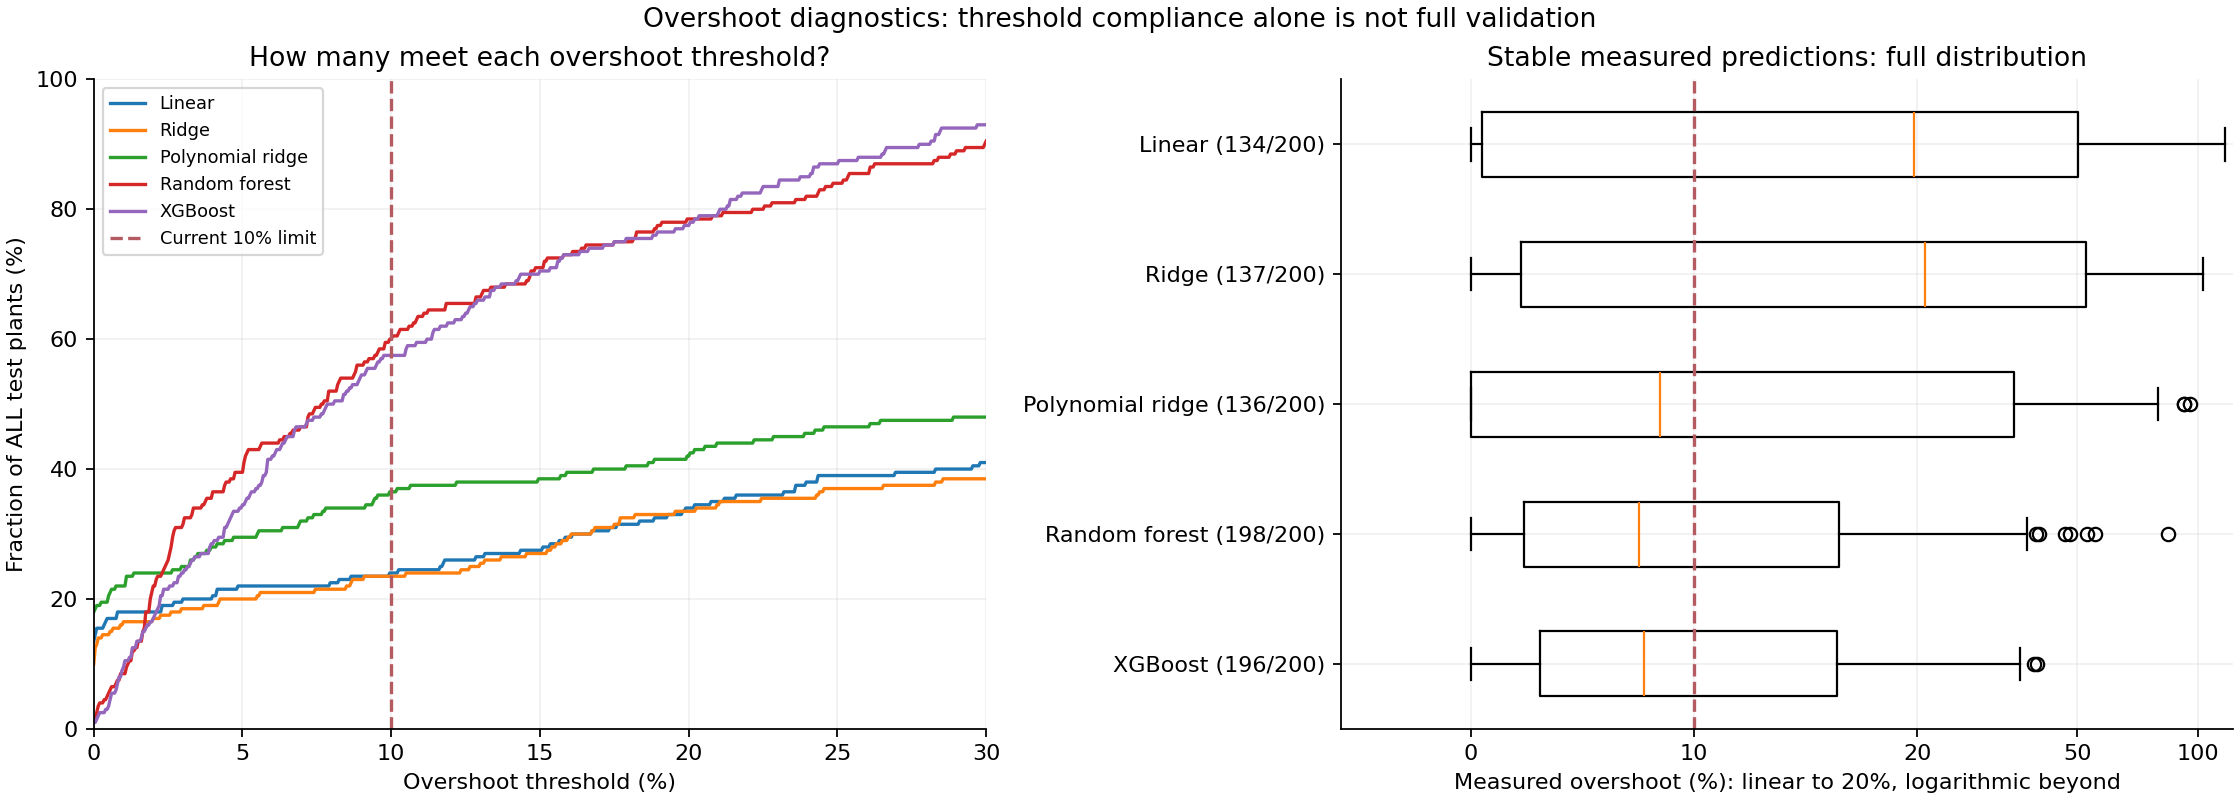 Overshoot diagnostics: threshold compliance alone is not full validation
How many meet each overshoot threshold?
Fraction of ALL test plants (%)
100
80
60
40
20
0
Linear
Ridge
Polynomial ridge
Random forest
XGBoost
Current 10% limit
0 5 10 15 20 25 30
Overshoot threshold (%)
Stable measured predictions: full distribution
Linear (134/200)
Ridge (137/200)
Polynomial ridge (136/200)
Random forest (198/200)
XGBoost (196/200)
0 10 20 50 100
Measured overshoot (%): linear to 20%, logarithmic beyond